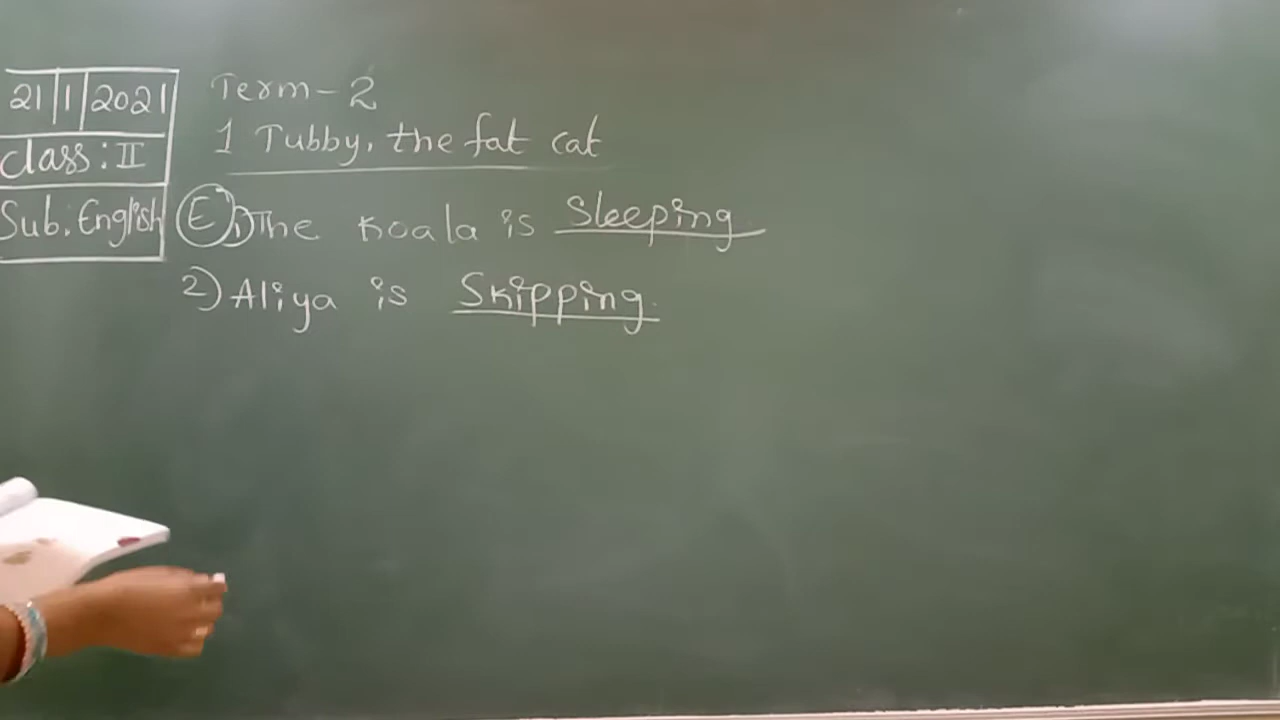 21|1|2021
Class: II
Sub. English
Term-2
1 Tubby, the fat cat
E 1) The Koala is Sleeping.
2) Aliya is Skipping.